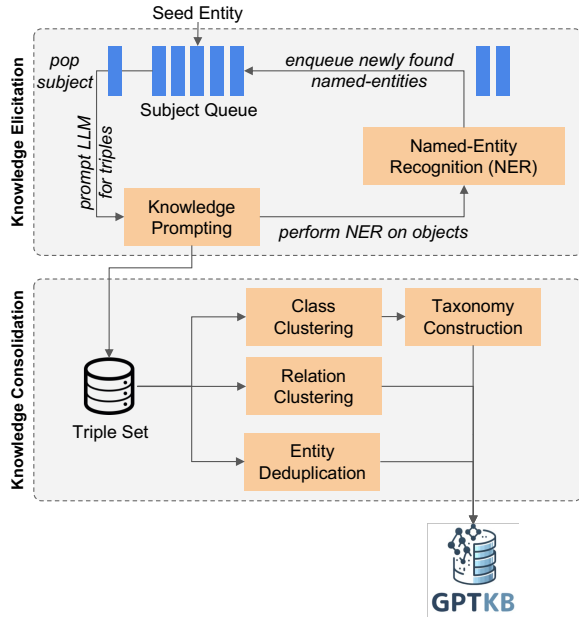 Seed Entity
Knowledge Elicitation
pop
subject
Subject Queue
enqueue newly found
named-entities
prompt LLM
for triples
Named-Entity
Recognition (NER)
Knowledge
Prompting
perform NER on objects
Knowledge Consolidation
Class
Clustering
Taxonomy
Construction
Triple Set
Relation
Clustering
Entity
Deduplication
GPTKB